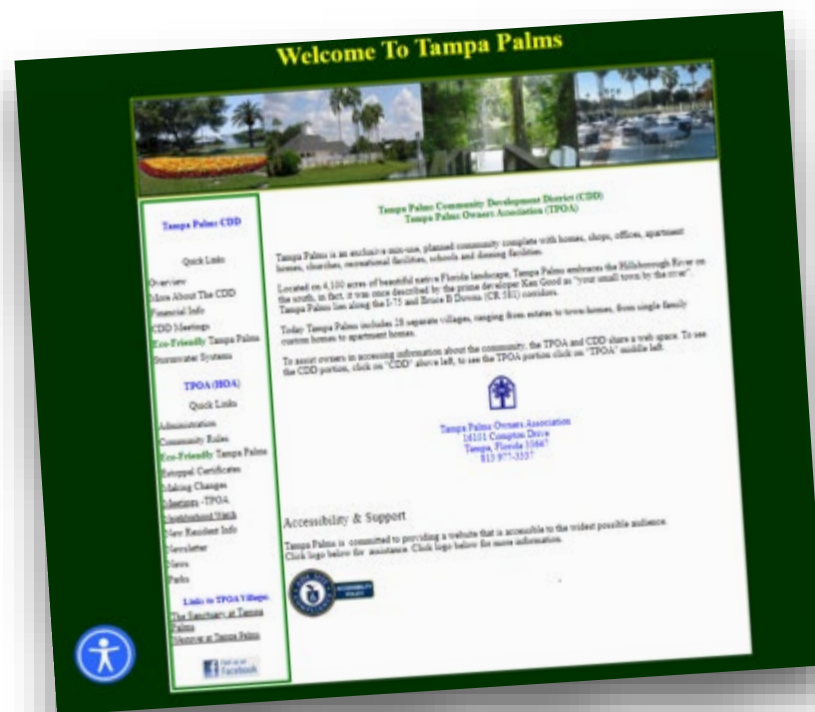 Welcome To Tampa Palms
Tampa Palms CDD
Quick Links
Overview
More About The CDD
Financial Info
CDD Meetings
Eco-Friendly Tampa Palms
Stormwater Systems
TPOA (HOA)
Quick Links
Administration
Community Rules
Eco-Friendly Tampa Palms
Estoppel Certificates
Making Changes
Meetings -TPOA
Neighborhood Watch
New Resident Info
Newsletter
News
Parks
Links to TPOA Villages
The Sanctuary at Tampa
Palms
Westover at Tampa Palms
Find us on
Facebook
Tampa Palms Community Development District (CDD)
Tampa Palms Owners Association (TPOA)
Tampa Palms is an exclusive mix-use, planned community complete with homes, shops, offices, apartment
homes, churches, recreational facilities, schools and dinning facilities.
Located on 4,100 acres of beautiful native Florida landscape, Tampa Palms embraces the Hillsborough River on
the south, in fact, it was once described by the prime developer Ken Good as "your small town by the river".
Tampa Palms lies along the I-75 and Bruce B Downs (CR 581) corridors.
Today Tampa Palms includes 28 separate villages, ranging from estates to town-homes, from single family
custom homes to apartment homes.
To assist owners in accessing information about the community, the TPOA and CDD share a web space. To see
the CDD portion, click on "CDD" above left, to see the TPOA portion click on "TPOA" middle left.
Tampa Palms Owners Association
16101 Compton Drive
Tampa, Florida 33647
813 977-3337
Accessibility & Support
Tampa Palms is committed to providing a website that is accessible to the widest possible audience.
Click logo below for assistance. Click logo below for more information.
ACCESSIBILITY
POLICY